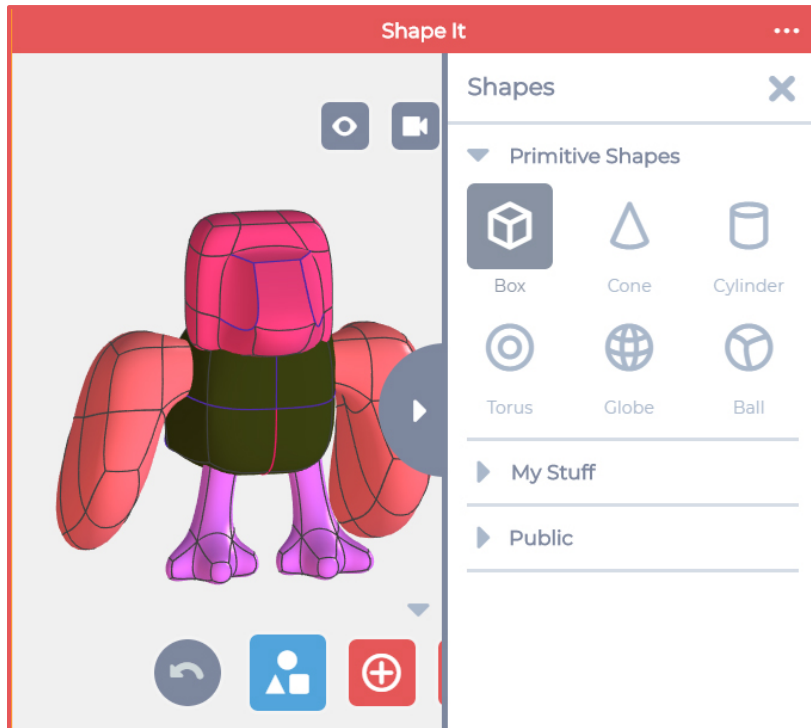 Shape It
Shapes
Primitive Shapes
Box
Cone
Cylinder
Torus
Globe
Ball
My Stuff
Public